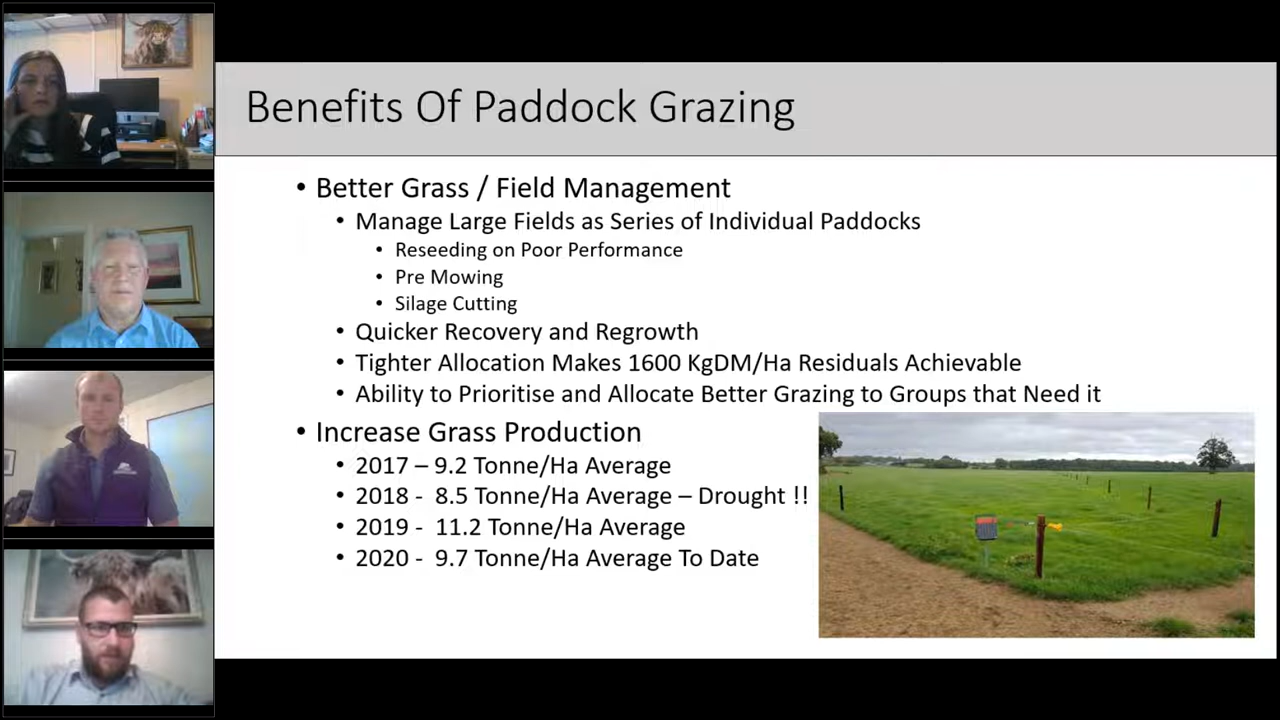 Benefits Of Paddock Grazing
• Better Grass / Field Management
• Manage Large Fields as Series of Individual Paddocks
• Reseeding on Poor Performance
• Pre Mowing
• Silage Cutting
• Quicker Recovery and Regrowth
• Tighter Allocation Makes 1600 KgDM/Ha Residuals Achievable
• Ability to Prioritise and Allocate Better Grazing to Groups that Need it
• Increase Grass Production
• 2017 – 9.2 Tonne/Ha Average
• 2018 - 8.5 Tonne/Ha Average – Drought !!
• 2019 - 11.2 Tonne/Ha Average
• 2020 - 9.7 Tonne/Ha Average To Date